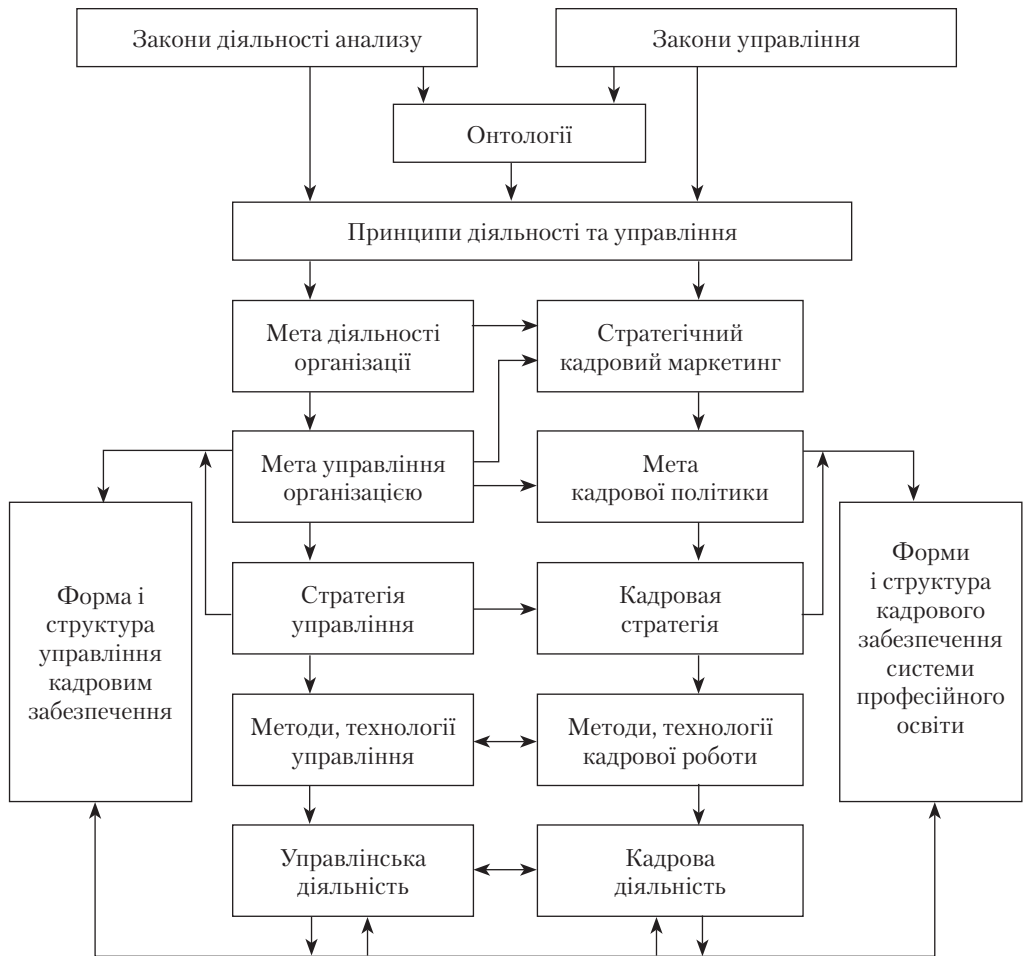 Закони діяльності анализу
Закони управління
Онтології
Принципи діяльності та управління
Мета діяльності
організації
Стратегічний
кадровий маркетинг
Мета управління
організацією
Мета
кадрової політики
Форма і
структура
управління
кадровим
забезпечення
Стратегія
управління
Кадровая
стратегія
Форми
і структура
кадрового
забезпечення
системи
професійного
освіти
Методи, технології
управління
Методи, технології
кадрової роботи
Управлінська
діяльність
Кадрова
діяльність